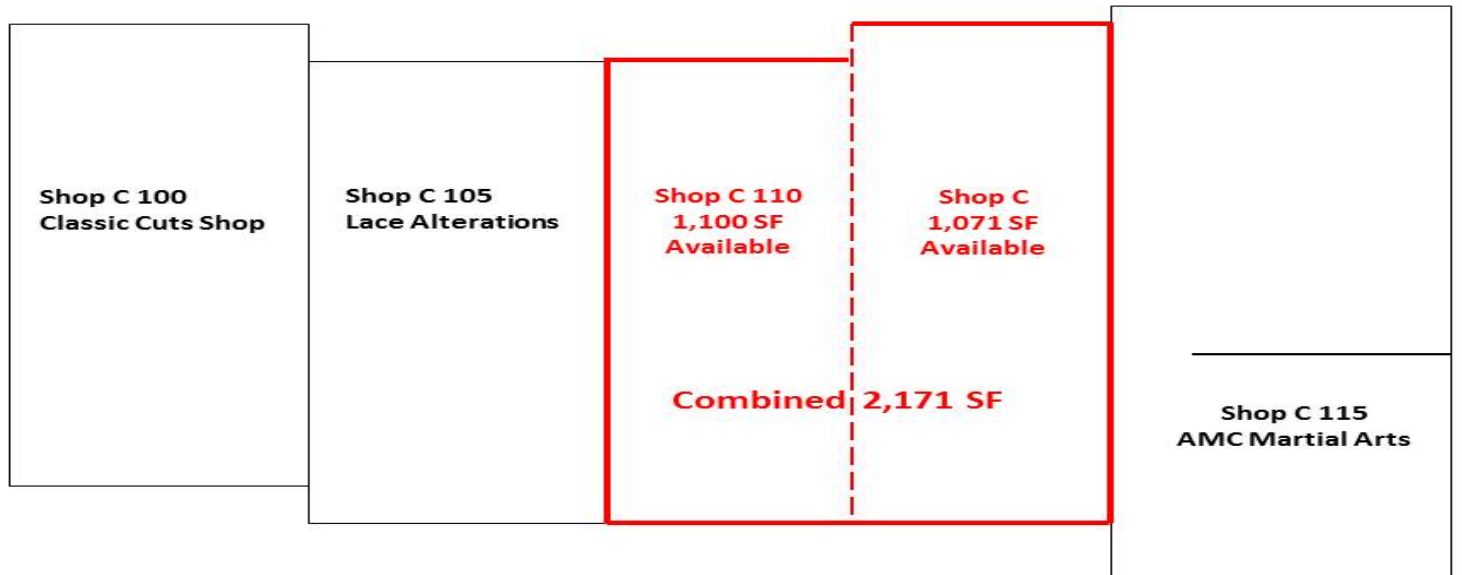 Shop C 100
Classic Cuts Shop
Shop C 105
Lace Alterations
Shop C 110
1,100 SF
Available
Shop C
1,071 SF
Available
Combined 2,171 SF
Shop C 115
AMC Martial Arts